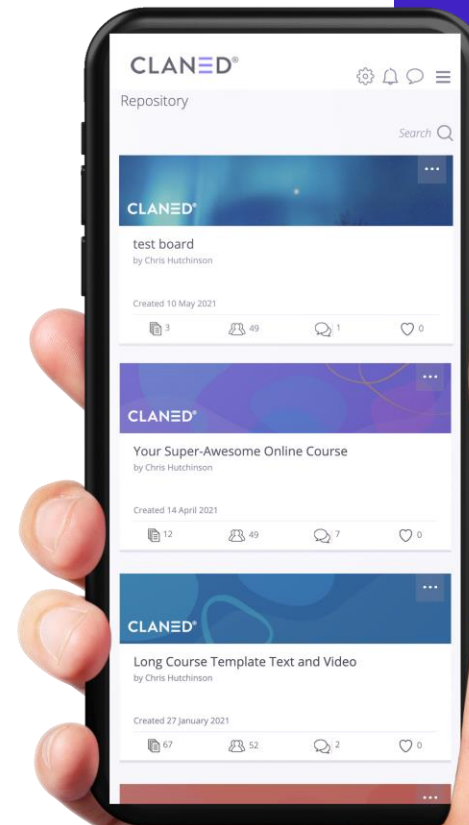 CLANED®
Repository
Search
CLANED®
test board
by Chris Hutchinson
Created 10 May 2021
3 49 1 0
CLANED®
Your Super-Awesome Online Course
by Chris Hutchinson
Created 14 April 2021
12 49 7 0
CLANED®
Long Course Template Text and Video
by Chris Hutchinson
Created 27 January 2021
67 52 2 0